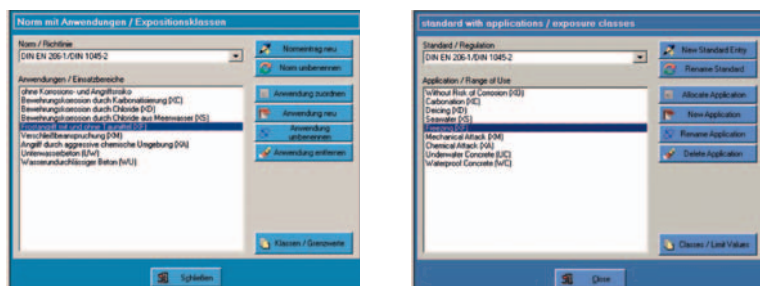 Norm mit Anwendungen / Expositionsklassen
Norm / Richtlinie
DIN EN 206-1/DIN 1045-2
Normeintrag neu
Norm umbenennen
Anwendungen / Einsatzbereiche
ohne Korrosions- und Angriffsrisiko
Bewehrungskorrosion durch Karbonatisierung (XC)
Bewehrungskorrosion durch Chloride (XD)
Bewehrungskorrosion durch Chloride aus Meerwasser (XS)
Frostangriff mit und ohne Taumittel (XF)
Verschleißbeanspruchung (XM)
Angriff durch aggressive chemische Umgebung (XA)
Unterwasserbeton (UW)
Wasserundurchlässiger Beton (WU)
Anwendung zuordnen
Anwendung neu
Anwendung
umbenennen
Anwendung entfernen
Klassen / Grenzwerte
Schließen
standard with applications / exposure classes
Standard / Regulation
DIN EN 206-1/DIN 1045-2
New Standard Entry
Rename Standard
Application / Range of Use
Without Risk of Corrosion (X0)
Carbonation (XC)
Deicing (XD)
Seawater (XS)
Freezing (XF)
Mechanical Attack (XM)
Chemical Attack (XA)
Underwater Concrete (UC)
Waterproof Concrete (WC)
Allocate Application
New Application
Rename Application
Delete Application
Classes / Limit Values
Close